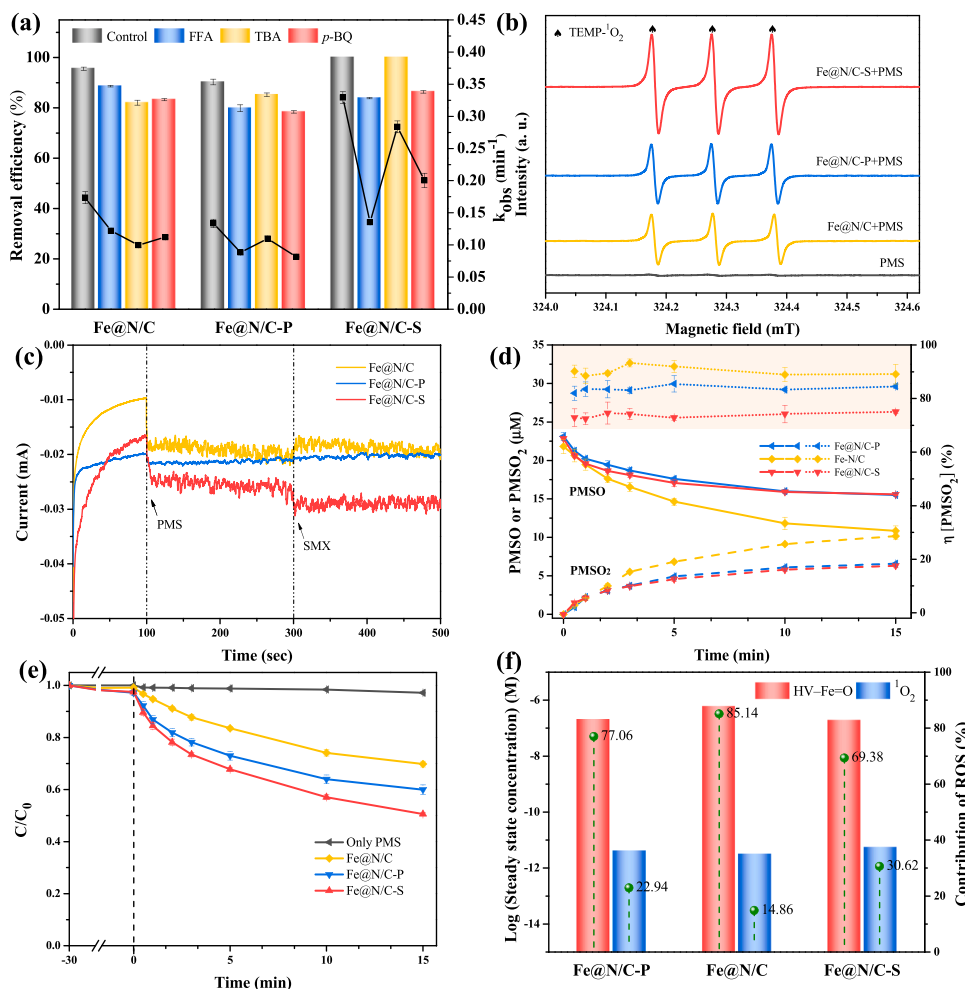 (a)
Control FFA TBA p-BQ
Removal efficiency (%)
100
80
60
40
20
0
0.45
0.40
0.35
0.30
0.25
0.20
0.15
0.10
0.05
0.00
kobs (min-1)
Fe@N/C Fe@N/C-P Fe@N/C-S
(b)
♠ TEMP-1O2
Fe@N/C-S+PMS
Fe@N/C-P+PMS
Fe@N/C+PMS
PMS
Intensity (a. u.)
324.0 324.2 324.3 324.4 324.5 324.6
Magnetic field (mT)
(c)
0.00
-0.01
-0.02
-0.03
-0.04
-0.05
Current (mA)
Fe@N/C
Fe@N/C-P
Fe@N/C-S
PMS
SMX
0 100 200 300 400 500
Time (sec)
(d)
35
30
25
20
15
10
5
0
PMSO or PMSO2 (μM)
100
80
60
40
20
0
η [PMSO2] (%)
Fe@N/C-P
Fe-N/C
Fe@N/C-S
PMSO
PMSO2
0 5 10 15
Time (min)
(e)
1.0
0.8
0.6
0.4
0.2
0.0
C/C0
Only PMS
Fe@N/C
Fe@N/C-P
Fe@N/C-S
-30 0 5 10 15
Time (min)
(f)
HV–Fe=O 1O2
Log (Steady state concentration) (M)
-6
-8
-10
-12
-14
100
80
60
40
20
0
Contribution of ROS (%)
77.06
22.94
85.14
14.86
69.38
30.62
Fe@N/C-P Fe@N/C Fe@N/C-S